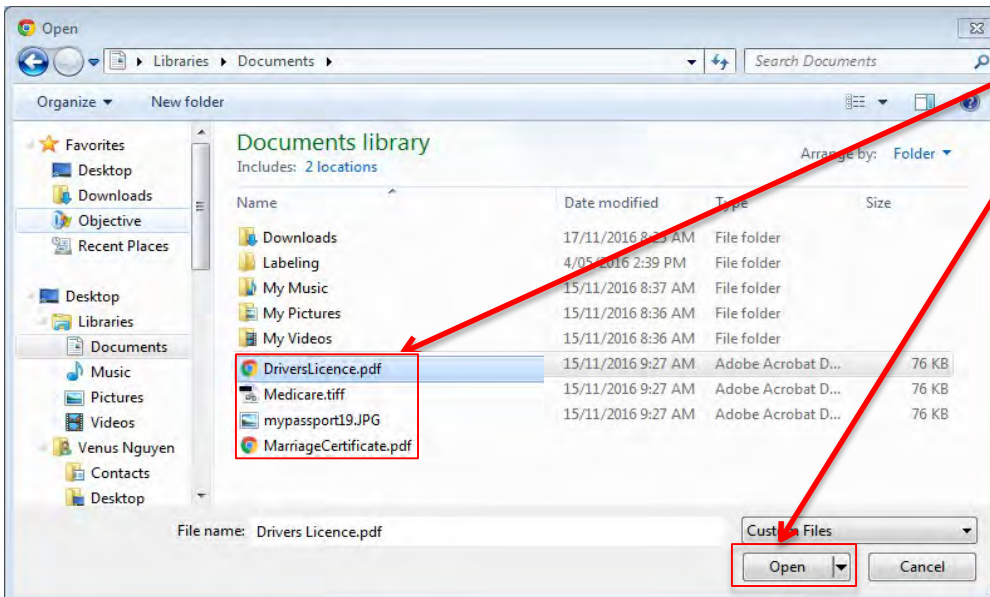 Open
Libraries Documents Search Documents
Organize New folder
Favorites
Desktop
Downloads
Objective
Recent Places
Desktop
Libraries
Documents
Music
Pictures
Videos
Venus Nguyen
Contacts
Desktop
Documents library
Includes: 2 locations
Arrange by: Folder
Name Date modified Type Size
Downloads 17/11/2016 8:23 AM File folder
Labeling 4/05/2016 2:39 PM File folder
My Music 15/11/2016 8:37 AM File folder
My Pictures 15/11/2016 8:36 AM File folder
My Videos 15/11/2016 8:36 AM File folder
DriversLicence.pdf 15/11/2016 9:27 AM Adobe Acrobat D... 76 KB
Medicare.tiff 15/11/2016 9:27 AM Adobe Acrobat D... 76 KB
mypassport19.JPG 15/11/2016 9:27 AM Adobe Acrobat D... 76 KB
MarriageCertificate.pdf
File name: Drivers Licence.pdf Custom Files
Open Cancel